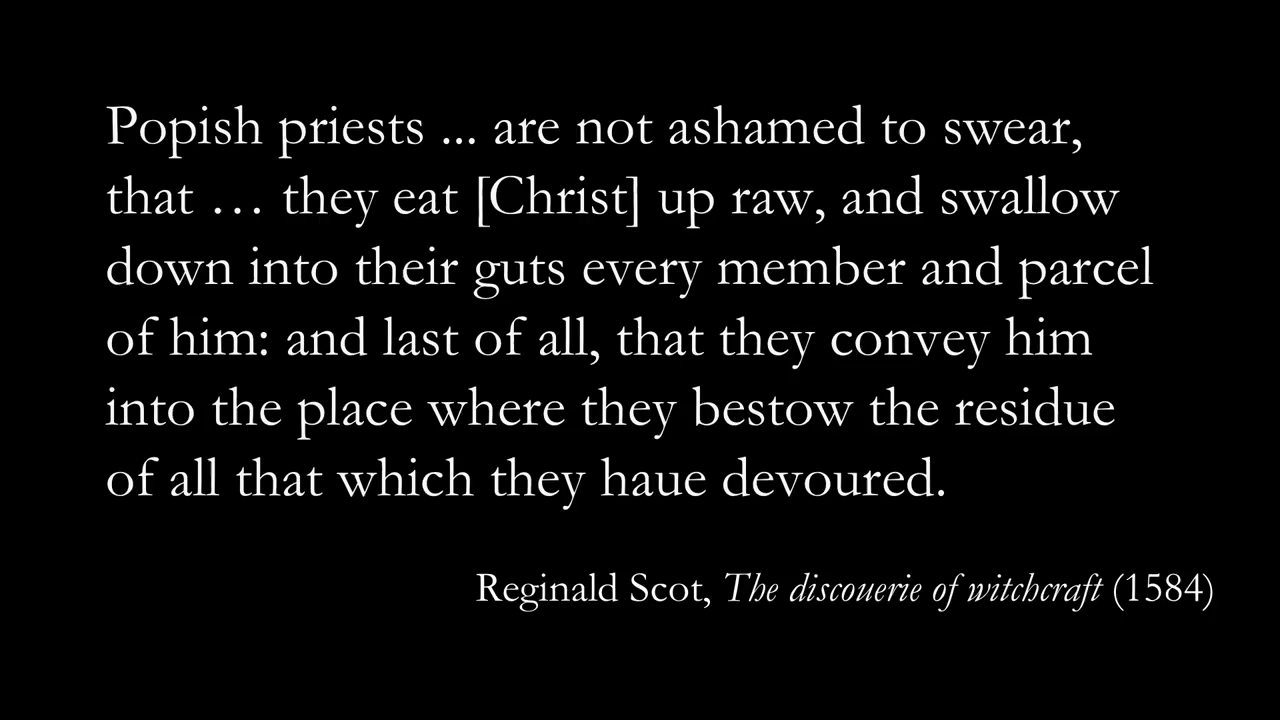 Popish priests ... are not ashamed to swear,
that … they eat [Christ] up raw, and swallow
down into their guts every member and parcel
of him: and last of all, that they convey him
into the place where they bestow the residue
of all that which they haue devoured.
Reginald Scot, The discouerie of witchcraft (1584)